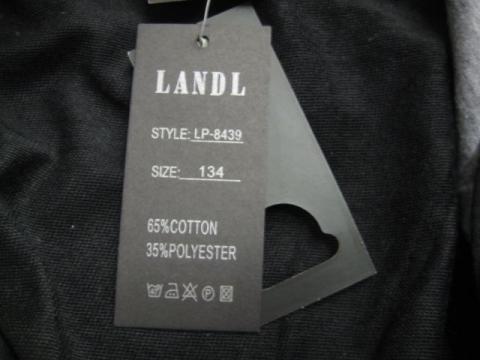 LANDL
STYLE: LP-8439
SIZE: 134
65%COTTON
35%POLYESTER